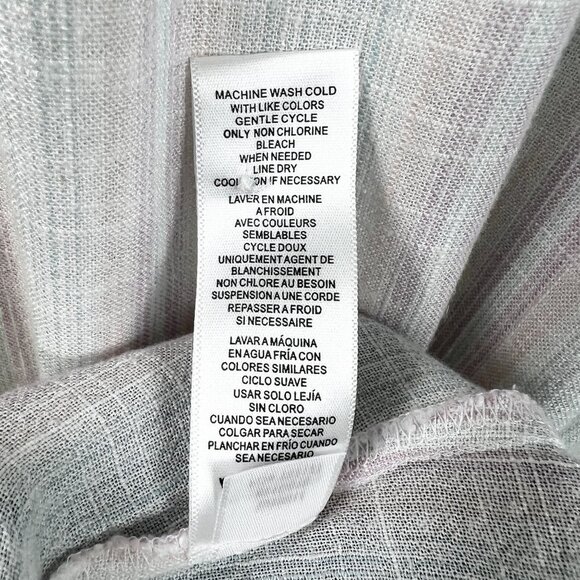 MACHINE WASH COLD
WITH LIKE COLORS
GENTLE CYCLE
ONLY NON CHLORINE
BLEACH
WHEN NEEDED
LINE DRY
IF NECESSARY
LAVER EN MACHINE
A FROID
AVEC COULEURS
SEMBLABLES
CYCLE DOUX
UNIQUEMENT AGENT DE
BLANCHISSEMENT
NON CHLORE AU BESOIN
SUSPENSION A UNE CORDE
REPASSER A FROID
SI NECESSAIRE
LAVAR A MÁQUINA
EN AGUA FRÍA CON
COLORES SIMILARES
CICLO SUAVE
USAR SOLO LEJÍA
SIN CLORO
CUANDO SEA NECESARIO
COLGAR PARA SECAR
PLANCHAR EN FRÍO CUANDO
SEA NECESARIO